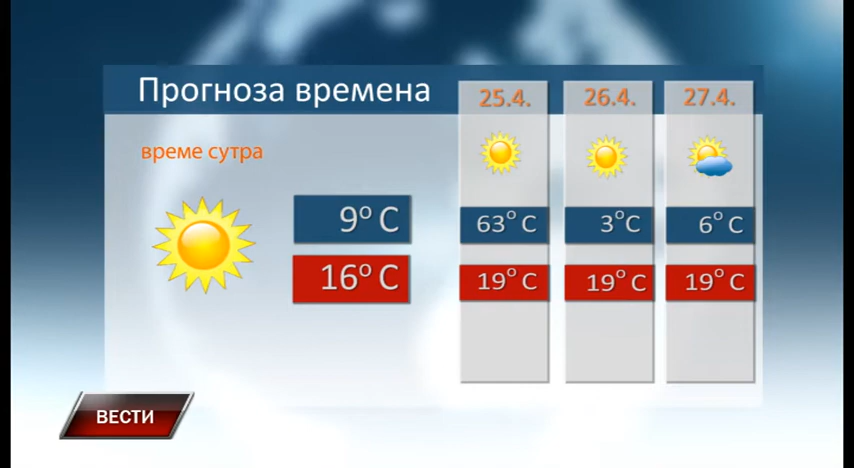 Прогноза времена
25.4.
26.4.
27.4.
време сутра
9° C
16° C
63° C
3°C
6° C
19° C
19° C
19° C
ВЕСТИ